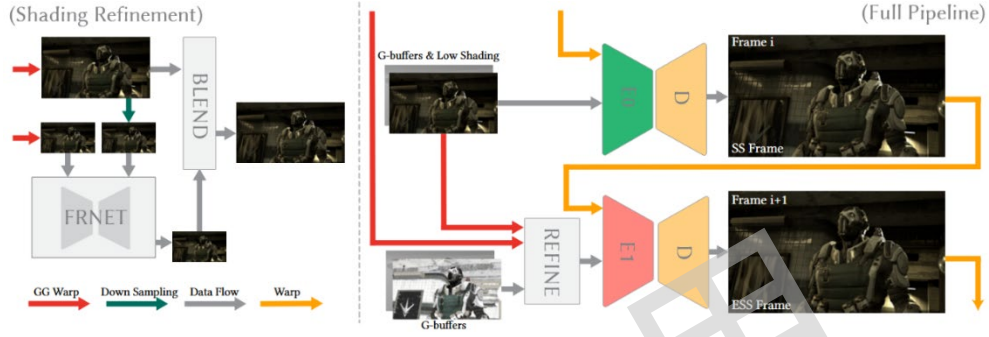 (Shading Refinement)
BLEND
FRNET
GG Warp
Down Sampling
Data Flow
Warp
(Full Pipeline)
G-buffers & Low Shading
D
Frame i
SS Frame
REFINE
E1
D
Frame i+1
ESS Frame
G-buffers